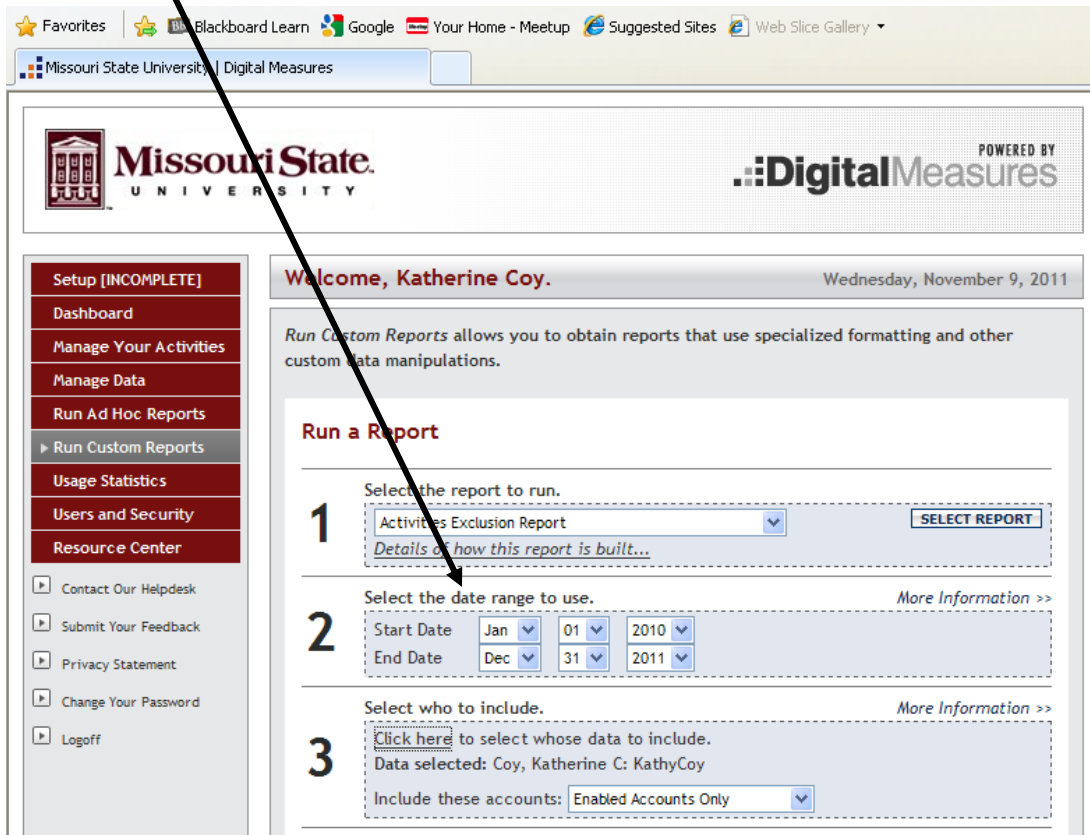 Favorites Blackboard Learn Google Your Home - Meetup Suggested Sites Web Slice Gallery
Missouri State University | Digital Measures
Missouri State.
UNIVERSITY
POWERED BY
DigitalMeasures
Setup [INCOMPLETE]
Dashboard
Manage Your Activities
Manage Data
Run Ad Hoc Reports
Run Custom Reports
Usage Statistics
Users and Security
Resource Center
Contact Our Helpdesk
Submit Your Feedback
Privacy Statement
Change Your Password
Logoff
Welcome, Katherine Coy. Wednesday, November 9, 2011
Run Custom Reports allows you to obtain reports that use specialized formatting and other
custom data manipulations.
Run a Report
1
Select the report to run.
Activities Exclusion Report SELECT REPORT
Details of how this report is built...
2
Select the date range to use. More Information >>
Start Date Jan 01 2010
End Date Dec 31 2011
3
Select who to include. More Information >>
Click here to select whose data to include.
Data selected: Coy, Katherine C: KathyCoy
Include these accounts: Enabled Accounts Only